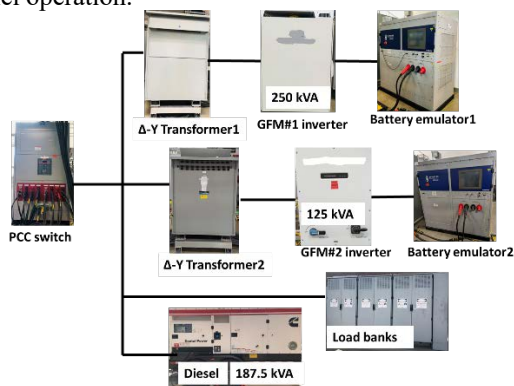 el operation.
250 kVA
Δ-Y Transformer1
GFM#1 inverter
Battery emulator1
PCC switch
125 kVA
Δ-Y Transformer2
GFM#2 inverter
Battery emulator2
Load banks
Diesel
187.5 kVA